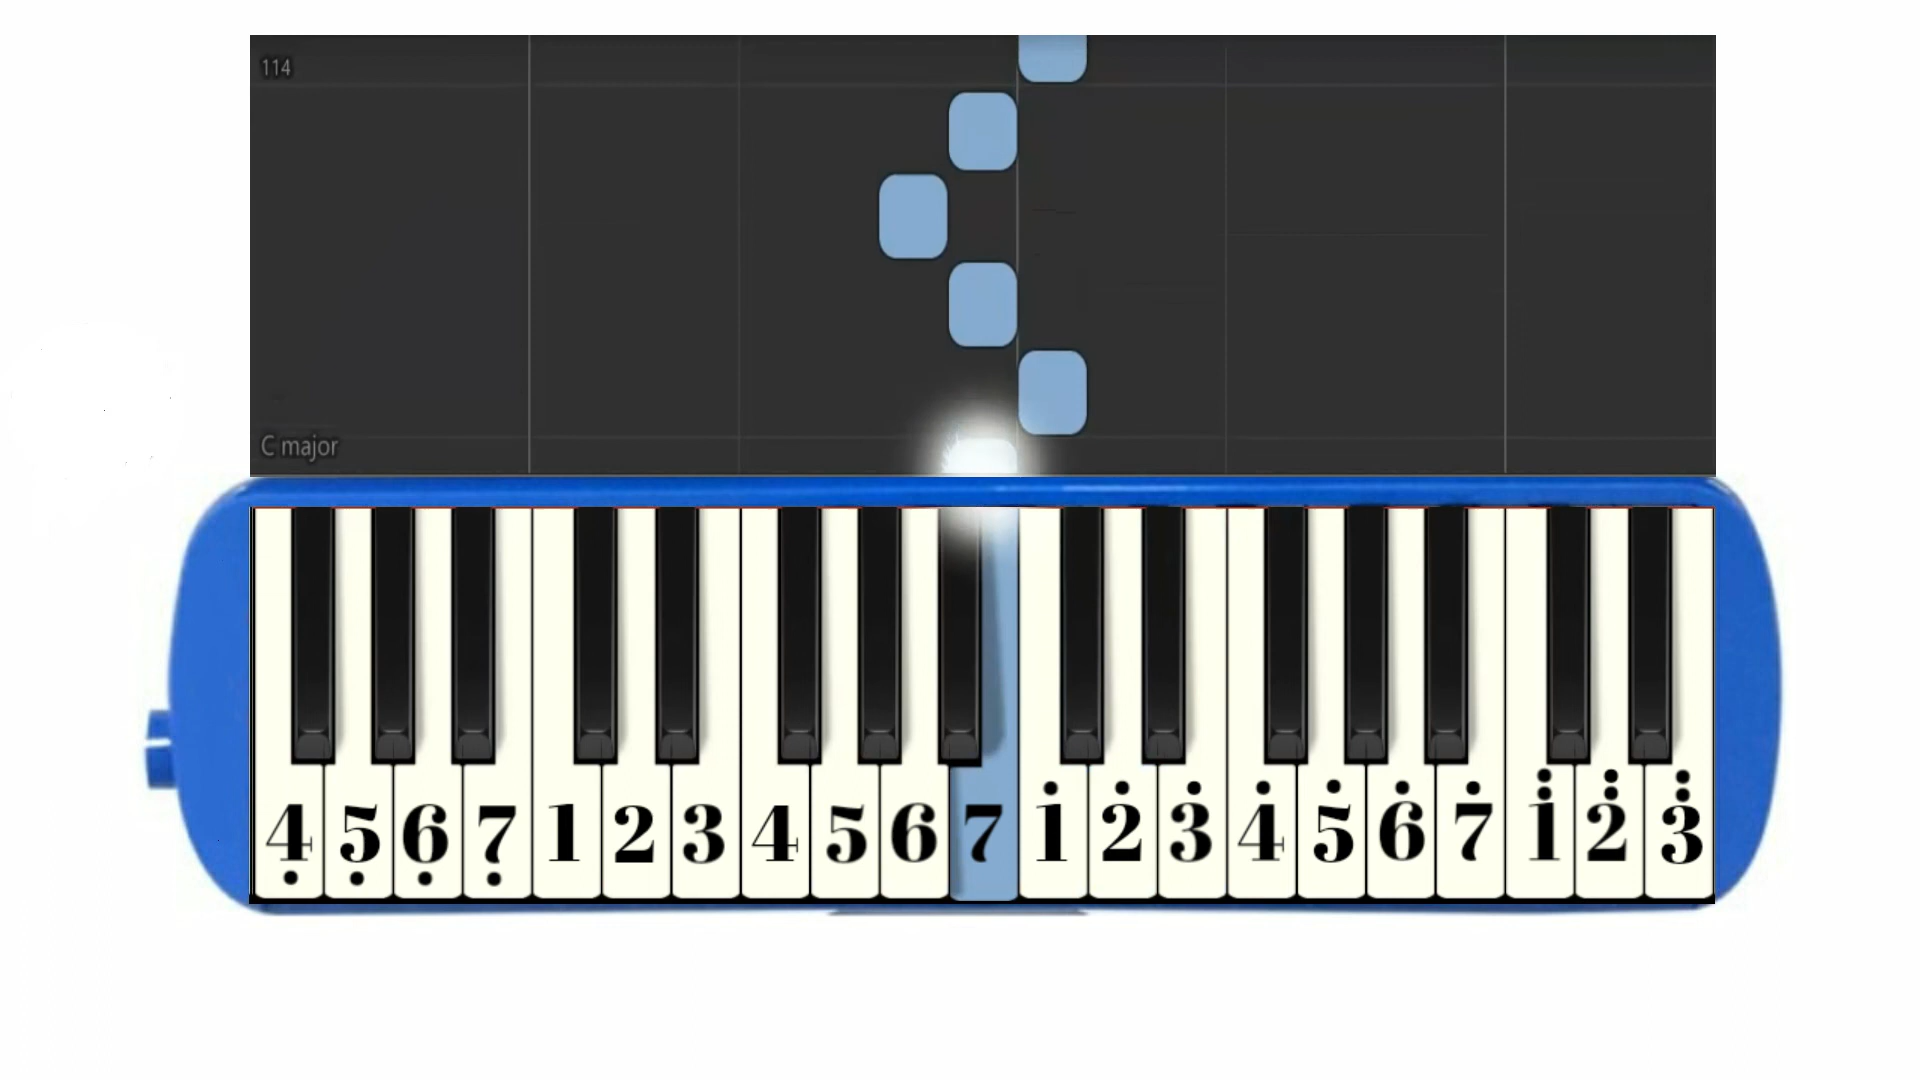 114
C major
4̣ 5̣ 6̣ 7̣ 1 2 3 4 5 6 7 1̇ 2̇ 3̇ 4̇ 5̇ 6̇ 7̇ 1̈ 2̈ 3̈